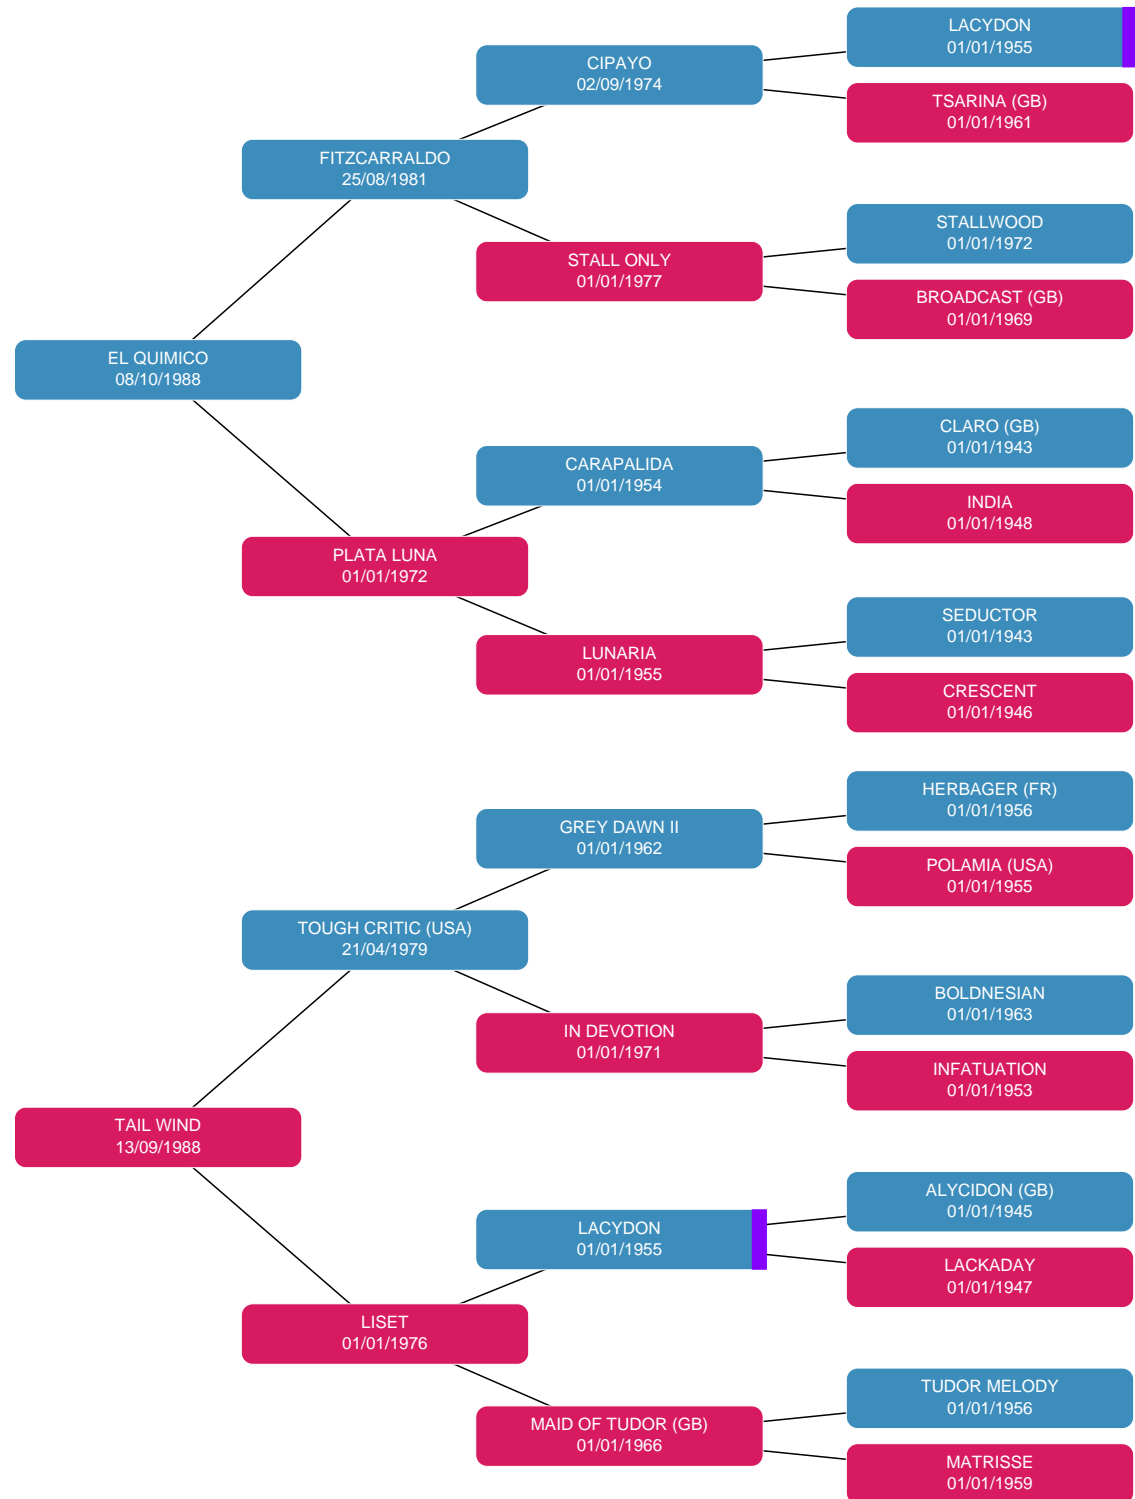 LACYDON
01/01/1955
CIPAYO
02/09/1974
TSARINA (GB)
01/01/1961
FITZCARRALDO
25/08/1981
STALLWOOD
01/01/1972
STALL ONLY
01/01/1977
BROADCAST (GB)
01/01/1969
EL QUIMICO
08/10/1988
CLARO (GB)
01/01/1943
CARAPALIDA
01/01/1954
INDIA
01/01/1948
PLATA LUNA
01/01/1972
SEDUCTOR
01/01/1943
LUNARIA
01/01/1955
CRESCENT
01/01/1946
HERBAGER (FR)
01/01/1956
GREY DAWN II
01/01/1962
POLAMIA (USA)
01/01/1955
TOUGH CRITIC (USA)
21/04/1979
BOLDNESIAN
01/01/1963
IN DEVOTION
01/01/1971
INFATUATION
01/01/1953
TAIL WIND
13/09/1988
ALYCIDON (GB)
01/01/1945
LACYDON
01/01/1955
LACKADAY
01/01/1947
LISET
01/01/1976
TUDOR MELODY
01/01/1956
MAID OF TUDOR (GB)
01/01/1966
MATRISSE
01/01/1959